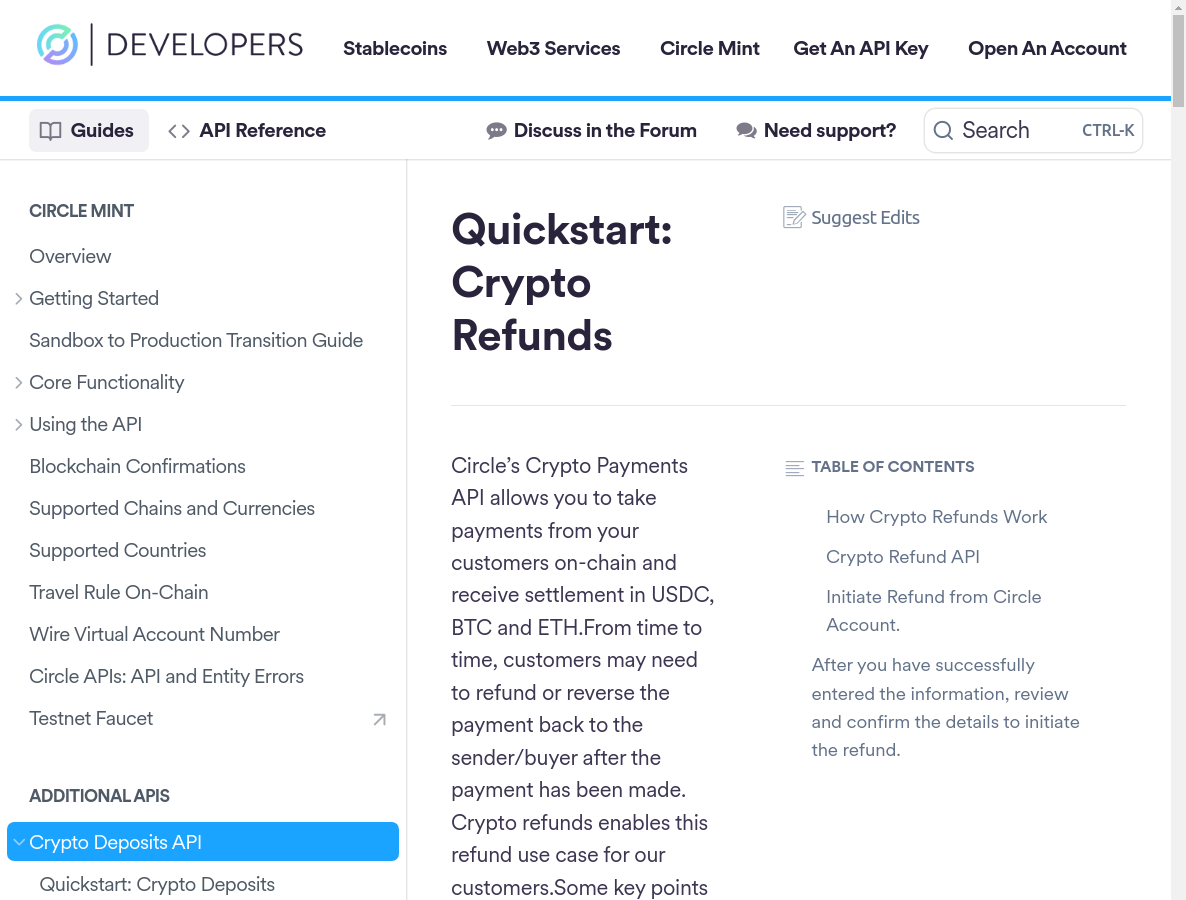 DEVELOPERS
Stablecoins
Web3 Services
Circle Mint
Get An API Key
Open An Account
Guides
API Reference
Discuss in the Forum
Need support?
Search
CTRL-K
CIRCLE MINT
Overview
Getting Started
Sandbox to Production Transition Guide
Core Functionality
Using the API
Blockchain Confirmations
Supported Chains and Currencies
Supported Countries
Travel Rule On-Chain
Wire Virtual Account Number
Circle APIs: API and Entity Errors
Testnet Faucet
ADDITIONAL APIS
Crypto Deposits API
Quickstart: Crypto Deposits
Quickstart:
Crypto
Refunds
Suggest Edits
Circle’s Crypto Payments
API allows you to take
payments from your
customers on-chain and
receive settlement in USDC,
BTC and ETH.From time to
time, customers may need
to refund or reverse the
payment back to the
sender/buyer after the
payment has been made.
Crypto refunds enables this
refund use case for our
customers.Some key points
TABLE OF CONTENTS
How Crypto Refunds Work
Crypto Refund API
Initiate Refund from Circle
Account.
After you have successfully
entered the information, review
and confirm the details to initiate
the refund.